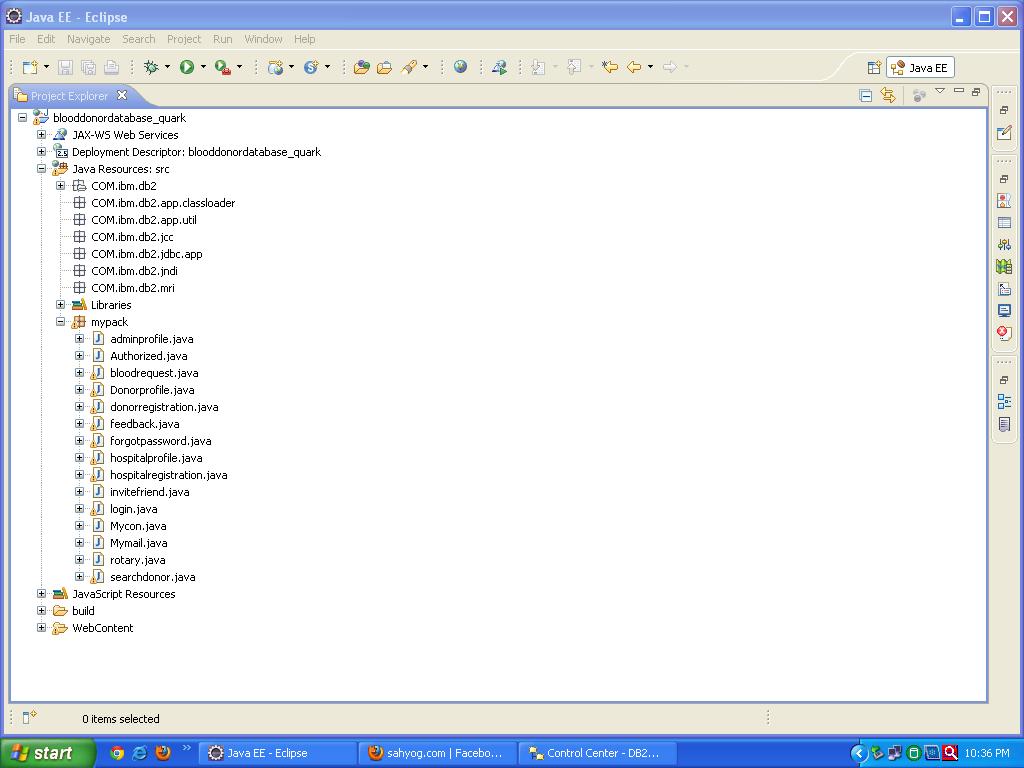 Java EE - Eclipse
File Edit Navigate Search Project Run Window Help
Java EE
Project Explorer
blooddonordatabase_quark
JAX-WS Web Services
Deployment Descriptor: blooddonordatabase_quark
Java Resources: src
COM.ibm.db2
COM.ibm.db2.app.classloader
COM.ibm.db2.app.util
COM.ibm.db2.jcc
COM.ibm.db2.jdbc.app
COM.ibm.db2.jndi
COM.ibm.db2.mri
Libraries
mypack
adminprofile.java
Authorized.java
bloodrequest.java
Donorprofile.java
donorregistration.java
feedback.java
forgotpassword.java
hospitalprofile.java
hospitalregistration.java
invitefriend.java
login.java
Mycon.java
Mymail.java
rotary.java
searchdonor.java
JavaScript Resources
build
WebContent
0 items selected
start Java EE - Eclipse sahyog.com | Facebo... Control Center - DB2... 10:36 PM